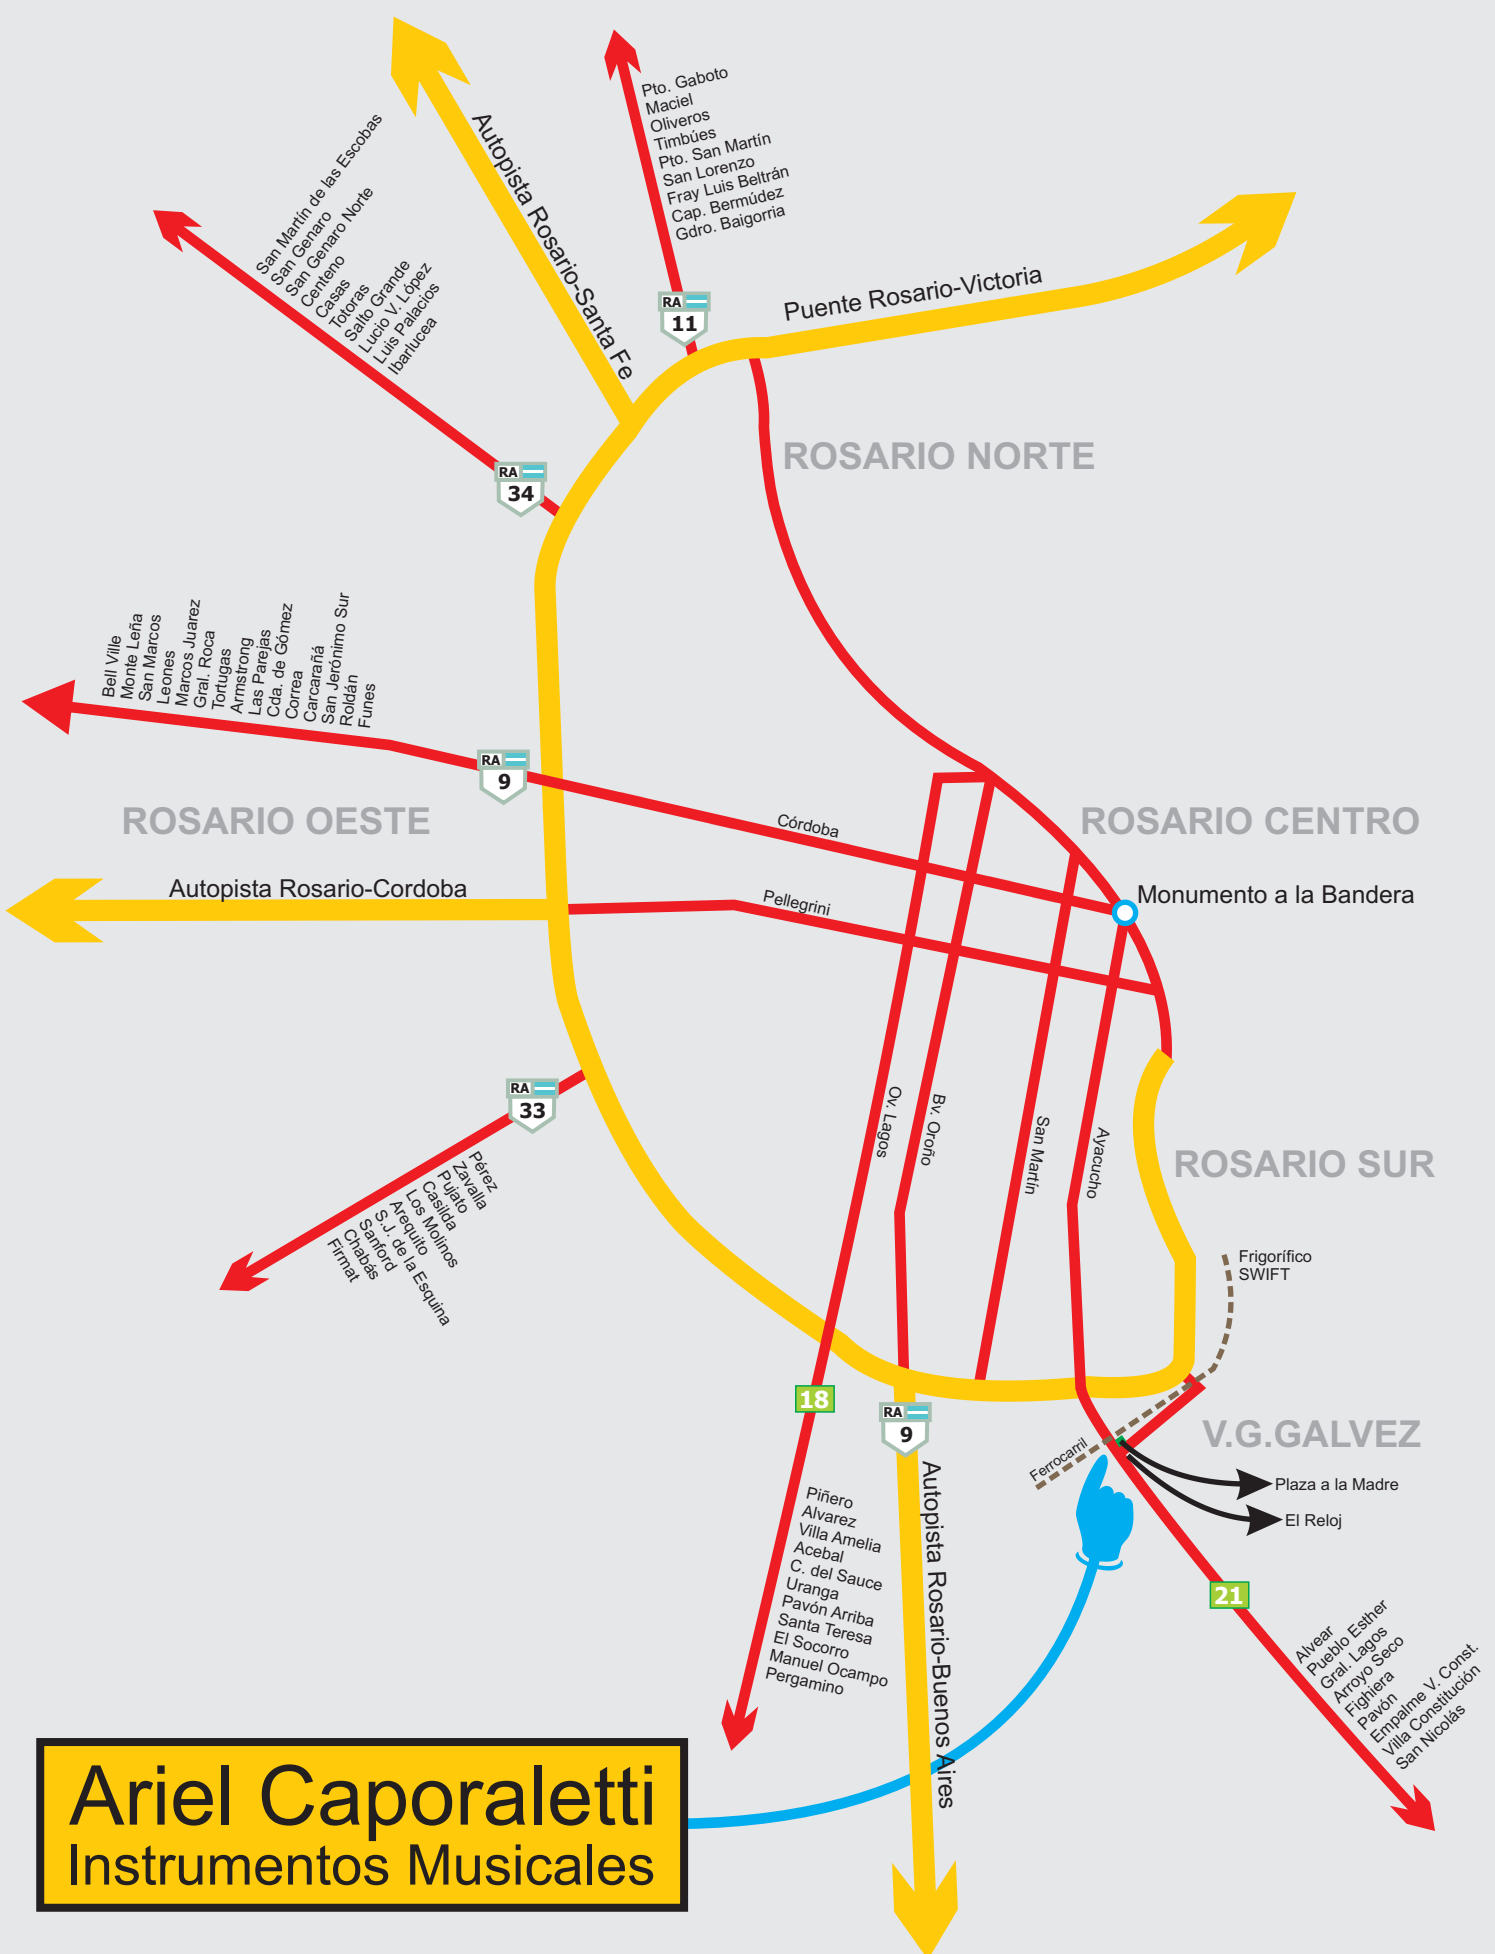 Pto. Gaboto
Maciel
Oliveros
Timbúes
Pto. San Martín
San Lorenzo
Fray Luis Beltrán
Cap. Bermúdez
Gdro. Baigorria
RA
11
Autopista Rosario-Santa Fe
San Martín de las Escobas
San Genaro
San Genaro Norte
Centeno
Casas
Totoras
Salto Grande
Lucio V. López
Luis Palacios
Ibarlucea
RA
34
Puente Rosario-Victoria
ROSARIO NORTE
Bell Ville
Monte Leña
San Marcos
Leones
Marcos Juarez
Gral. Roca
Tortugas
Armstrong
Las Parejas
Cda. de Gómez
Correa
Carcarañá
San Jerónimo Sur
Roldán
Funes
RA
9
ROSARIO OESTE
Córdoba
ROSARIO CENTRO
Autopista Rosario-Cordoba
Pellegrini
Monumento a la Bandera
RA
33
Pérez
Zavalla
Pujato
Casilda
Los Molinos
Arequito
S.J. de la Esquina
Sanford
Chabás
Firmat
Ov. Lagos
Bv. Oroño
San Martín
Ayacucho
ROSARIO SUR
Frigorífico
SWIFT
18
RA
9
V.G.GALVEZ
Ferrocarril
Plaza a la Madre
El Reloj
Piñero
Alvarez
Villa Amelia
Acebal
C. del Sauce
Uranga
Pavón Arriba
Santa Teresa
El Socorro
Manuel Ocampo
Pergamino
Autopista Rosario-Buenos Aires
21
Alvear
Pueblo Esther
Gral. Lagos
Arroyo Seco
Fighiera
Pavón
Empalme V. Const.
Villa Constitución
San Nicolás
Ariel Caporaletti
Instrumentos Musicales